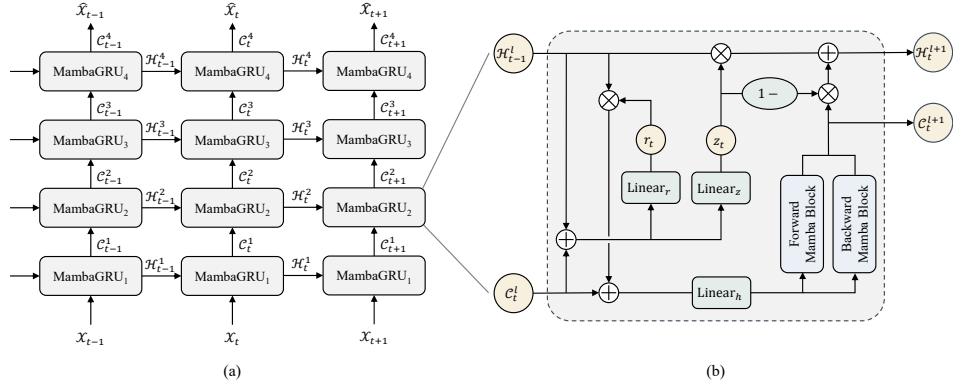 X̂_{t-1} X̂_t X̂_{t+1}
C^4_{t-1} C^4_t C^4_{t+1}
MambaGRU_4 H^4_{t-1} MambaGRU_4 H^4_t MambaGRU_4
C^3_{t-1} C^3_t C^3_{t+1}
MambaGRU_3 H^3_{t-1} MambaGRU_3 H^3_t MambaGRU_3
C^2_{t-1} C^2_t C^2_{t+1}
MambaGRU_2 H^2_{t-1} MambaGRU_2 H^2_t MambaGRU_2
C^1_{t-1} C^1_t C^1_{t+1}
MambaGRU_1 H^1_{t-1} MambaGRU_1 H^1_t MambaGRU_1
X_{t-1} X_t X_{t+1}
(a)
H^l_{t-1} H^{l+1}_t
1 −
C^{l+1}_t
r_t z_t
Linear_r Linear_z
Forward
Mamba Block
Backward
Mamba Block
C^l_t Linear_h
(b)